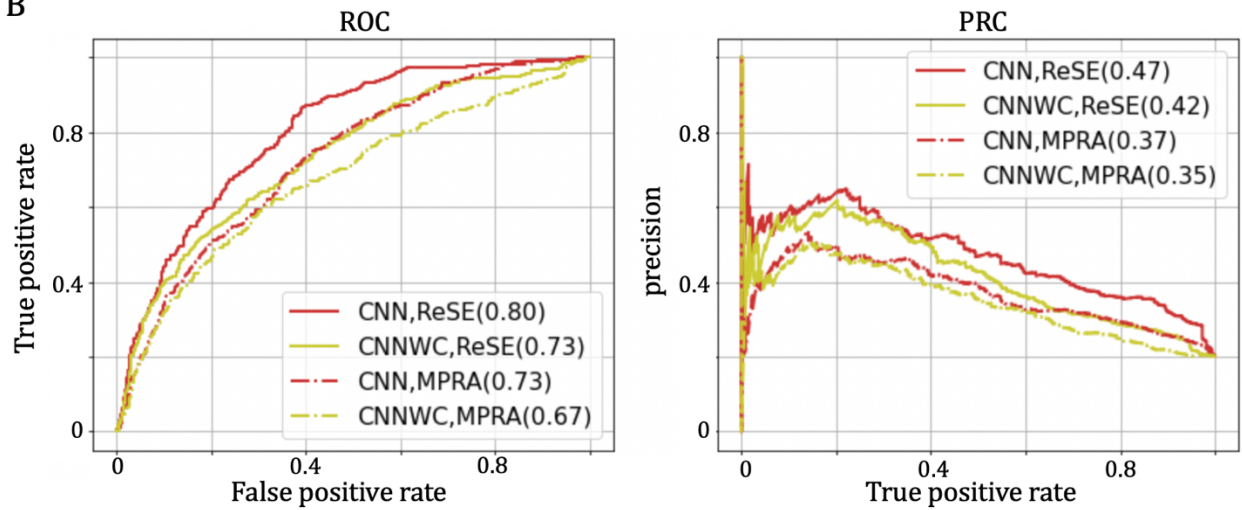 B
ROC
True positive rate
0.8
0.4
0
CNN,ReSE(0.80)
CNNWC,ReSE(0.73)
CNN,MPRA(0.73)
CNNWC,MPRA(0.67)
0
0.4
0.8
False positive rate
PRC
precision
0.8
0.4
0
CNN,ReSE(0.47)
CNNWC,ReSE(0.42)
CNN,MPRA(0.37)
CNNWC,MPRA(0.35)
0
0.4
0.8
True positive rate